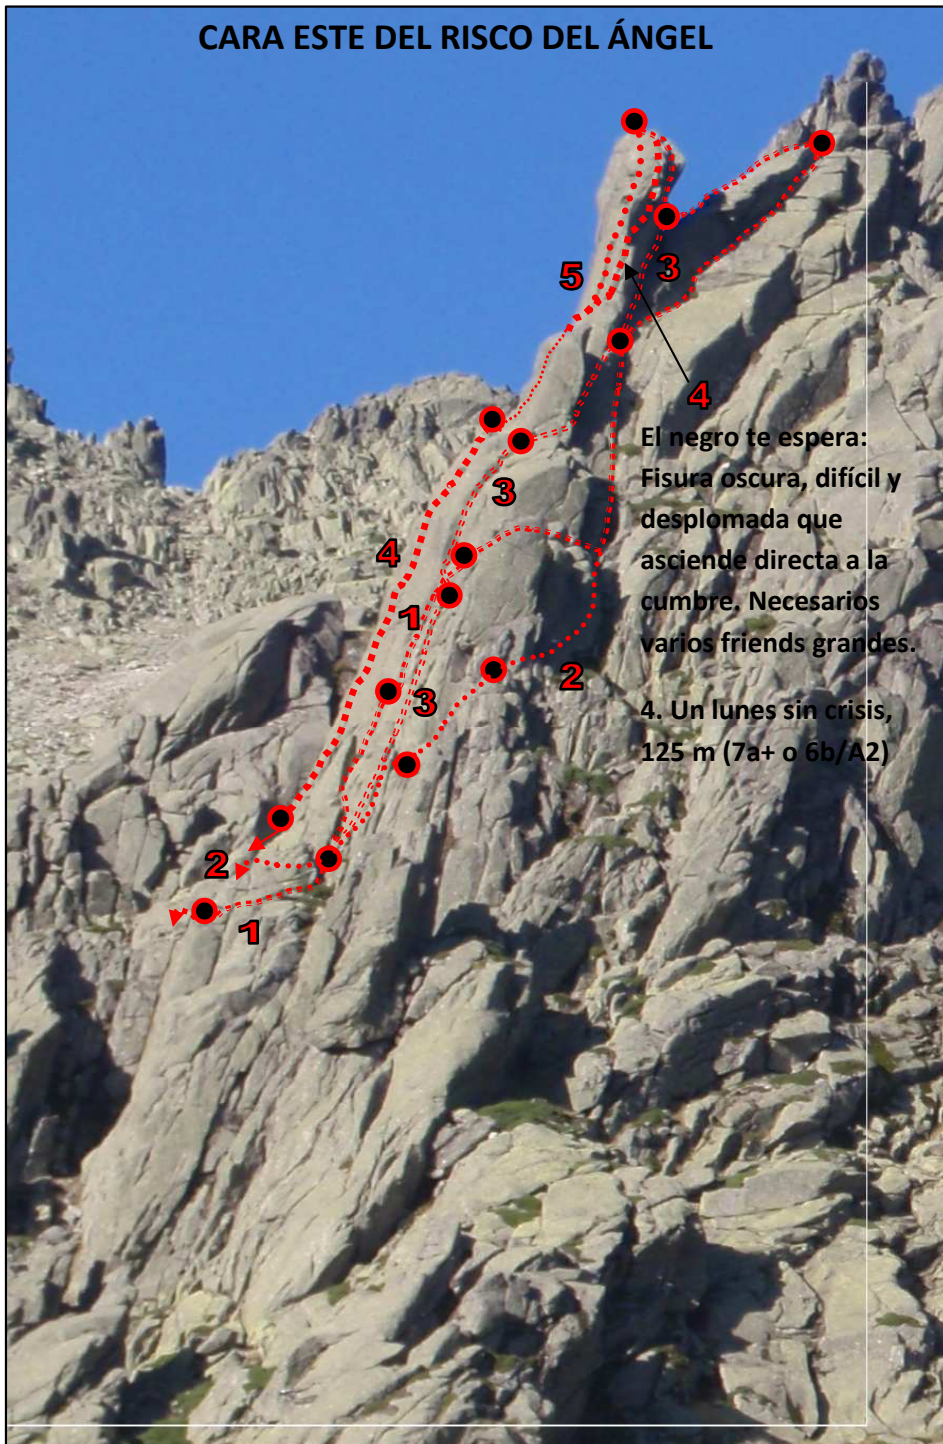 CARA ESTE DEL RISCO DEL ÁNGEL
5
3
4
El negro te espera:
Fisura oscura, difícil y
desplomada que
asciende directa a la
cumbre. Necesarios
varios friends grandes.
3
4
1
2
3
4. Un lunes sin crisis,
125 m (7a+ o 6b/A2)
2
1